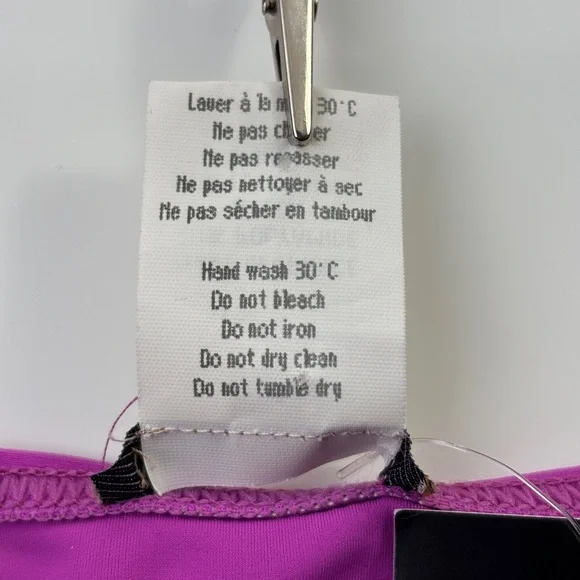 Laver à la 30°C
Ne pas
Ne pas repasser
Ne pas nettoyer à sec
Ne pas sécher en tambour
Hand wash 30°C
Do not bleach
Do not iron
Do not dry clean
Do not tumble dry